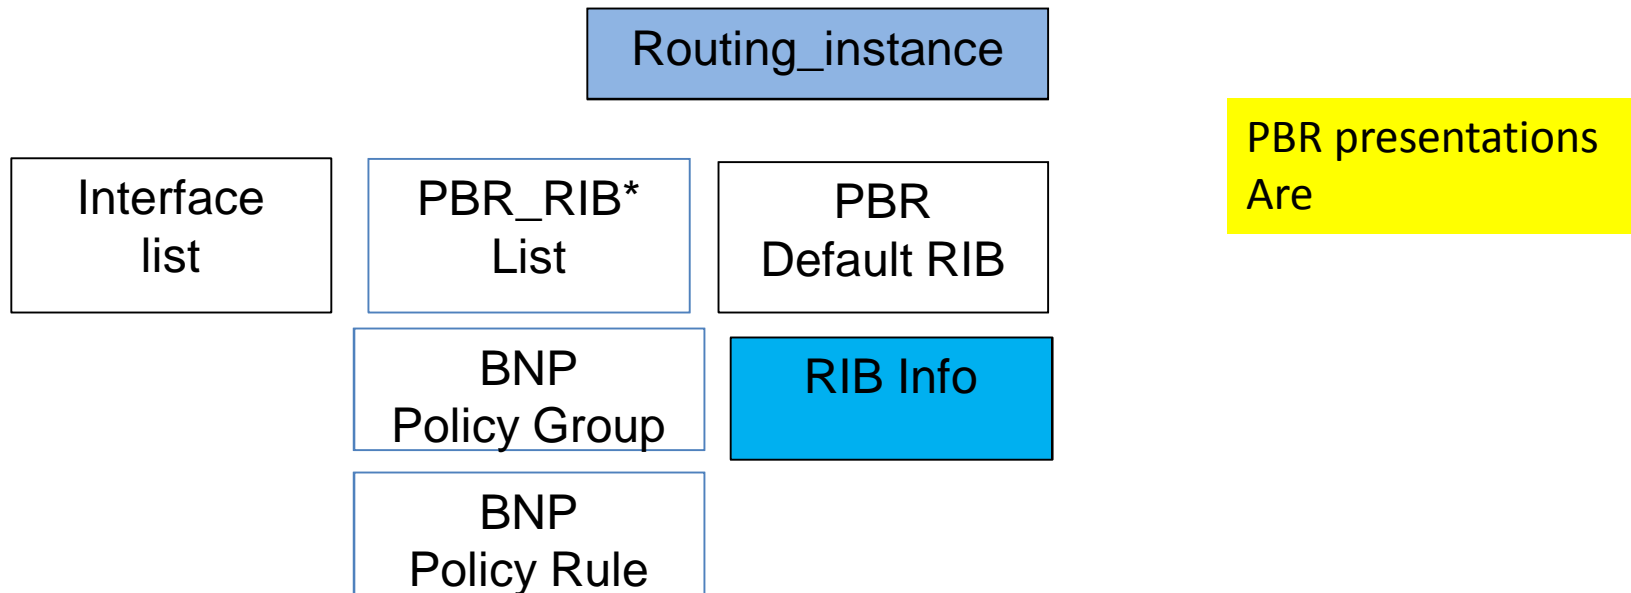 Routing_instance
PBR presentations
Are
Interface
list
PBR_RIB*
List
PBR
Default RIB
BNP
Policy Group
RIB Info
BNP
Policy Rule